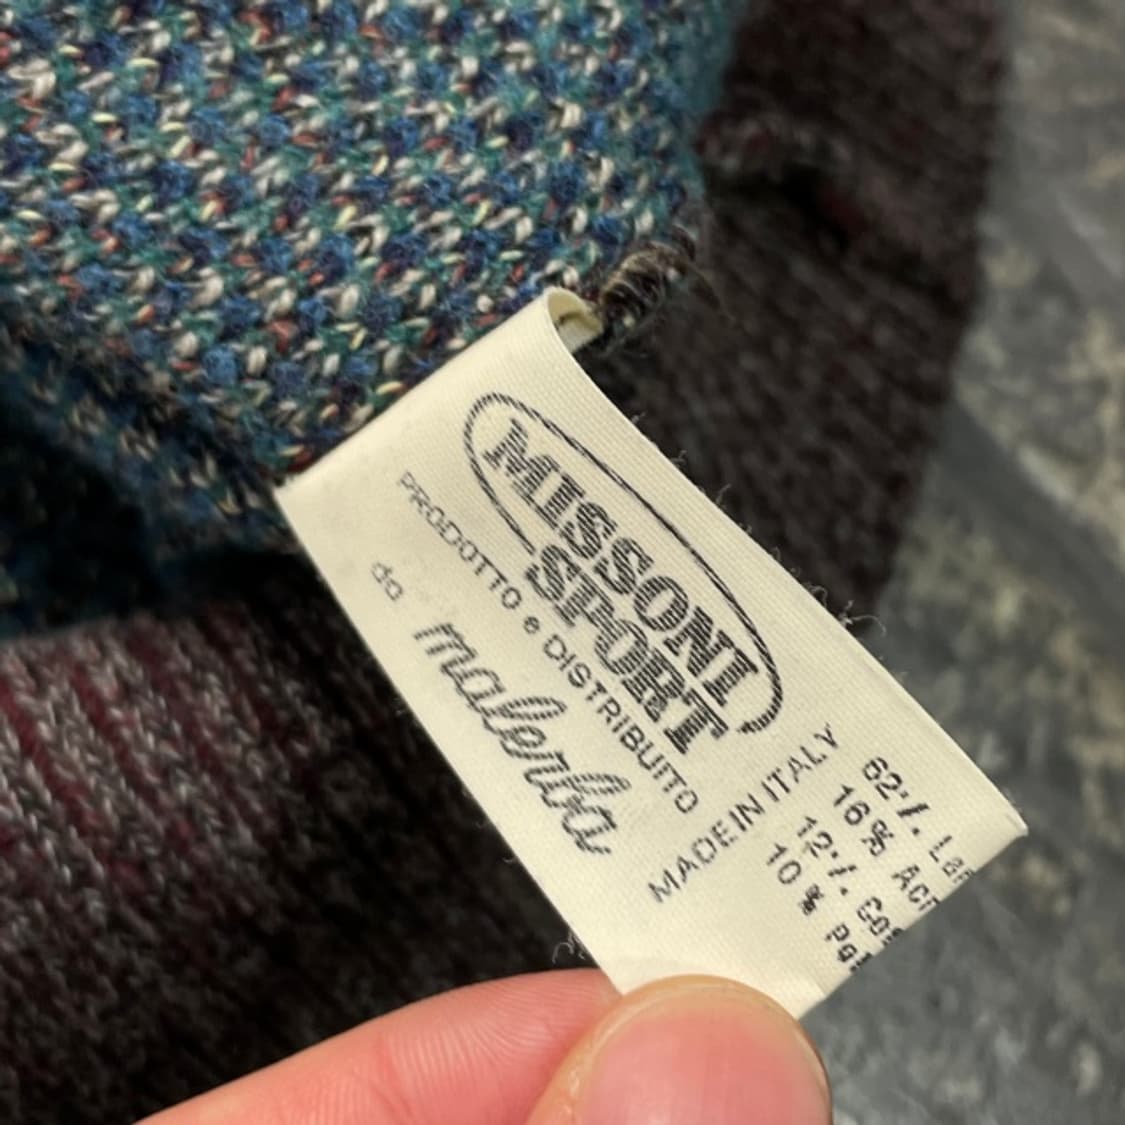 MISSONI
SPORT
PRODOTTO e DISTRIBUITO
da malerba
MADE IN ITALY
62%
16%
12%
10%